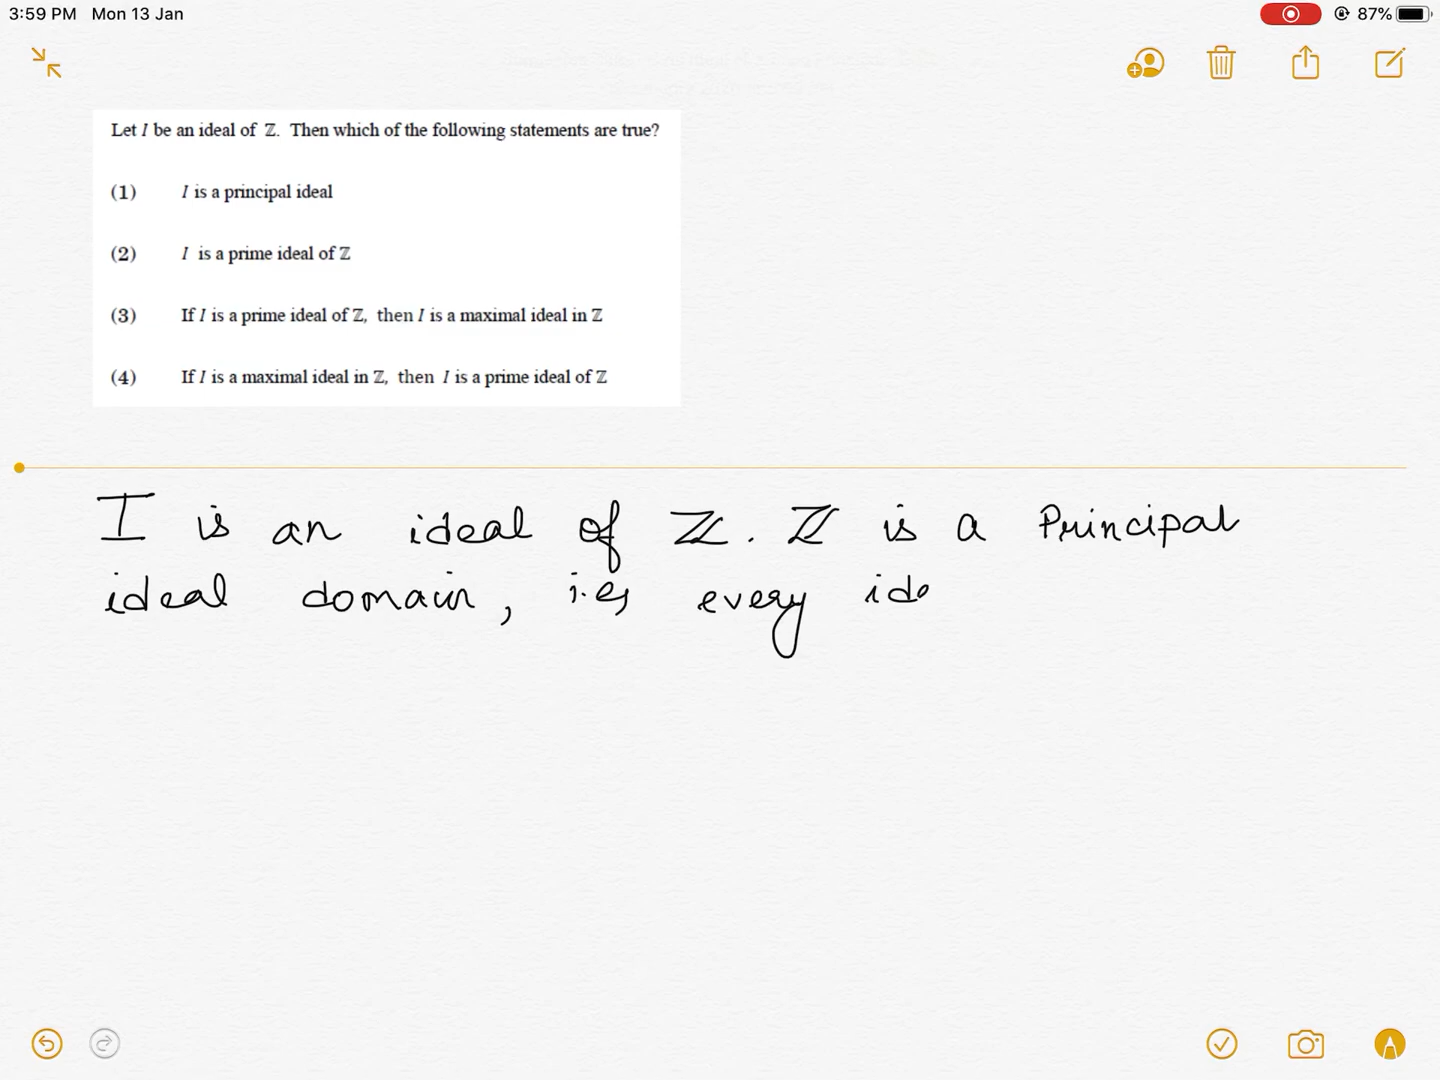 3:59 PM Mon 13 Jan 87%
Let I be an ideal of ℤ. Then which of the following statements are true?
(1) I is a principal ideal
(2) I is a prime ideal of ℤ
(3) If I is a prime ideal of ℤ, then I is a maximal ideal in ℤ
(4) If I is a maximal ideal in ℤ, then I is a prime ideal of ℤ
I is an ideal of ℤ. ℤ is a Principal
ideal domain, i.e, every ide